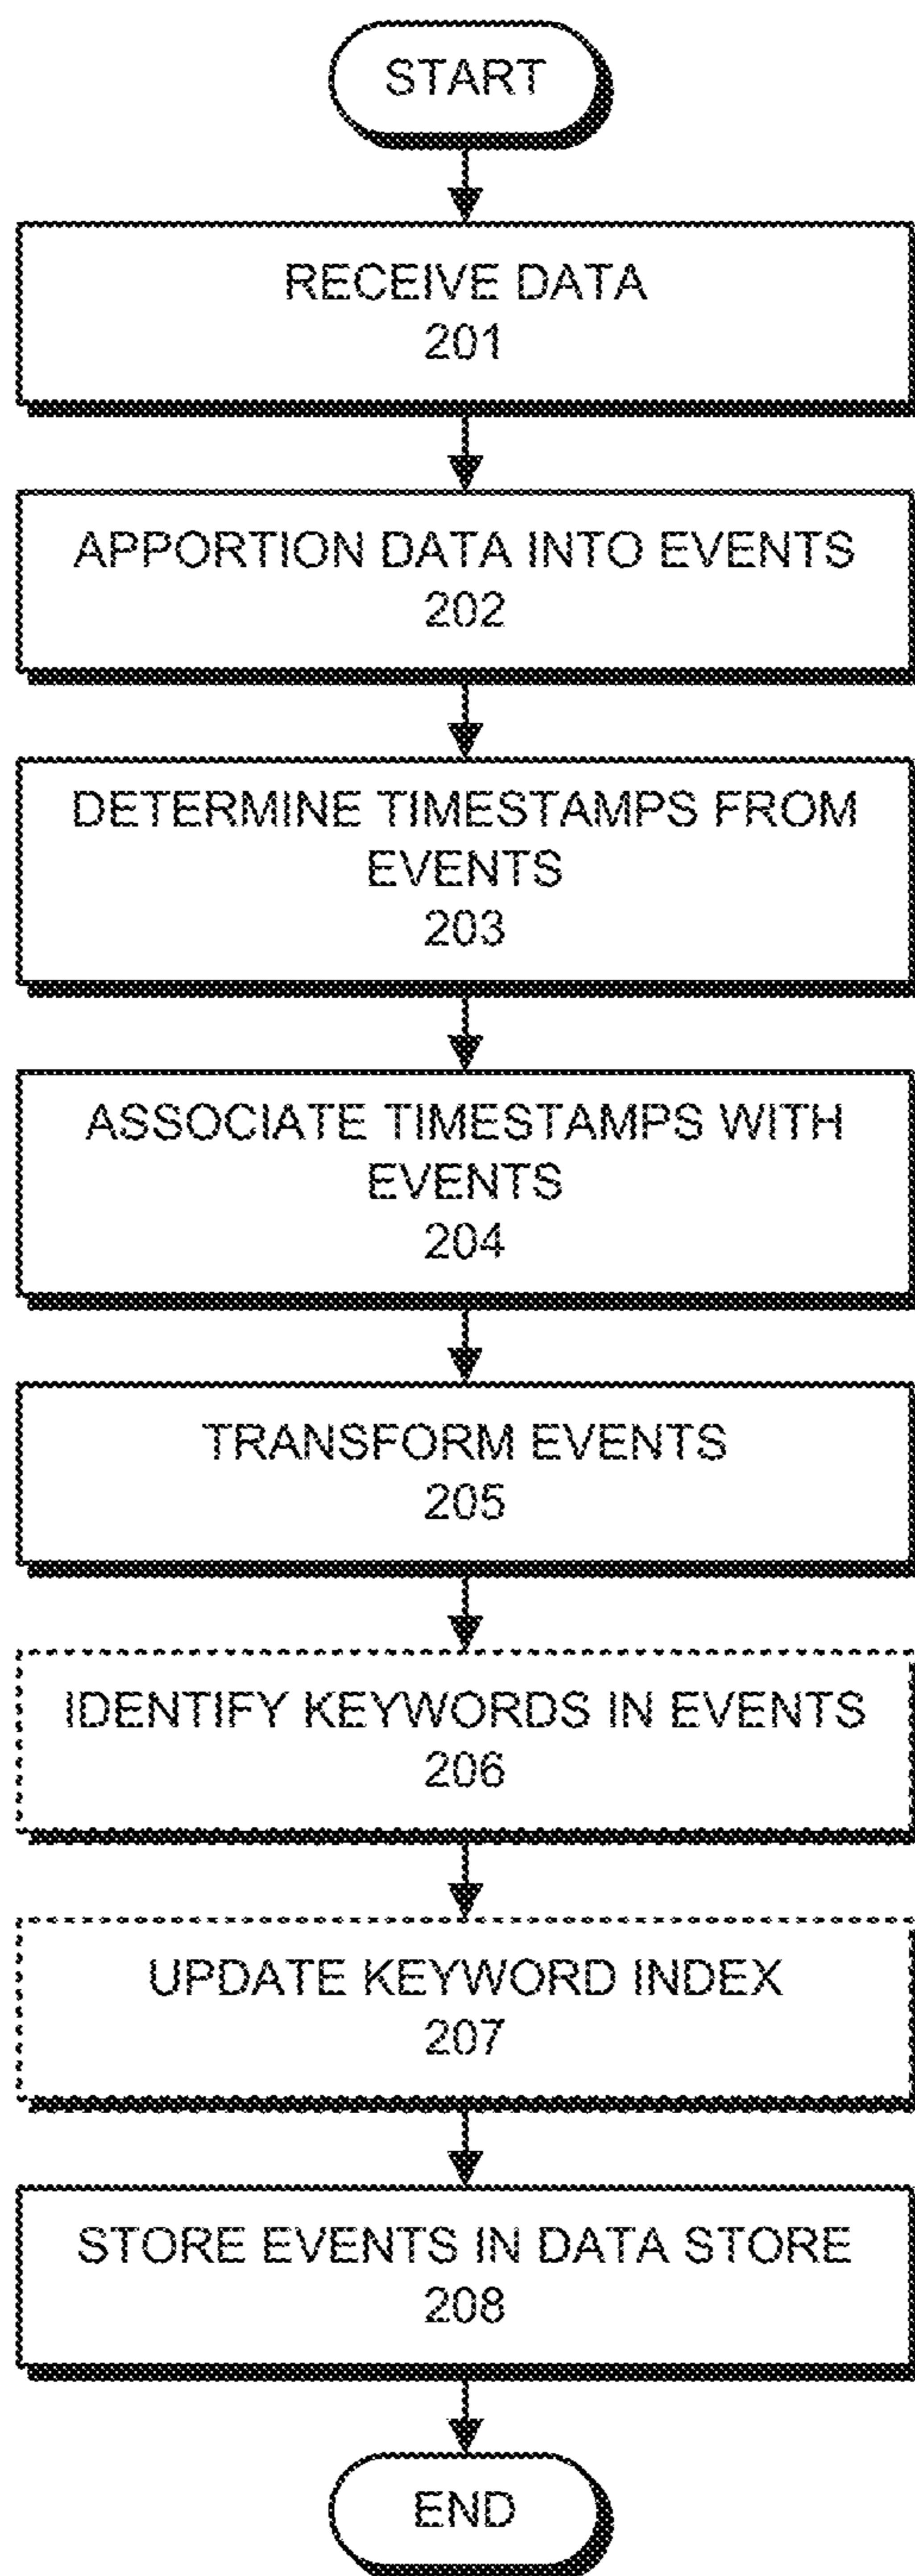 START
RECEIVE DATA
201
APPORTION DATA INTO EVENTS
202
DETERMINE TIMESTAMPS FROM
EVENTS
203
ASSOCIATE TIMESTAMPS WITH
EVENTS
204
TRANSFORM EVENTS
205
IDENTIFY KEYWORDS IN EVENTS
206
UPDATE KEYWORD INDEX
207
STORE EVENTS IN DATA STORE
208
END